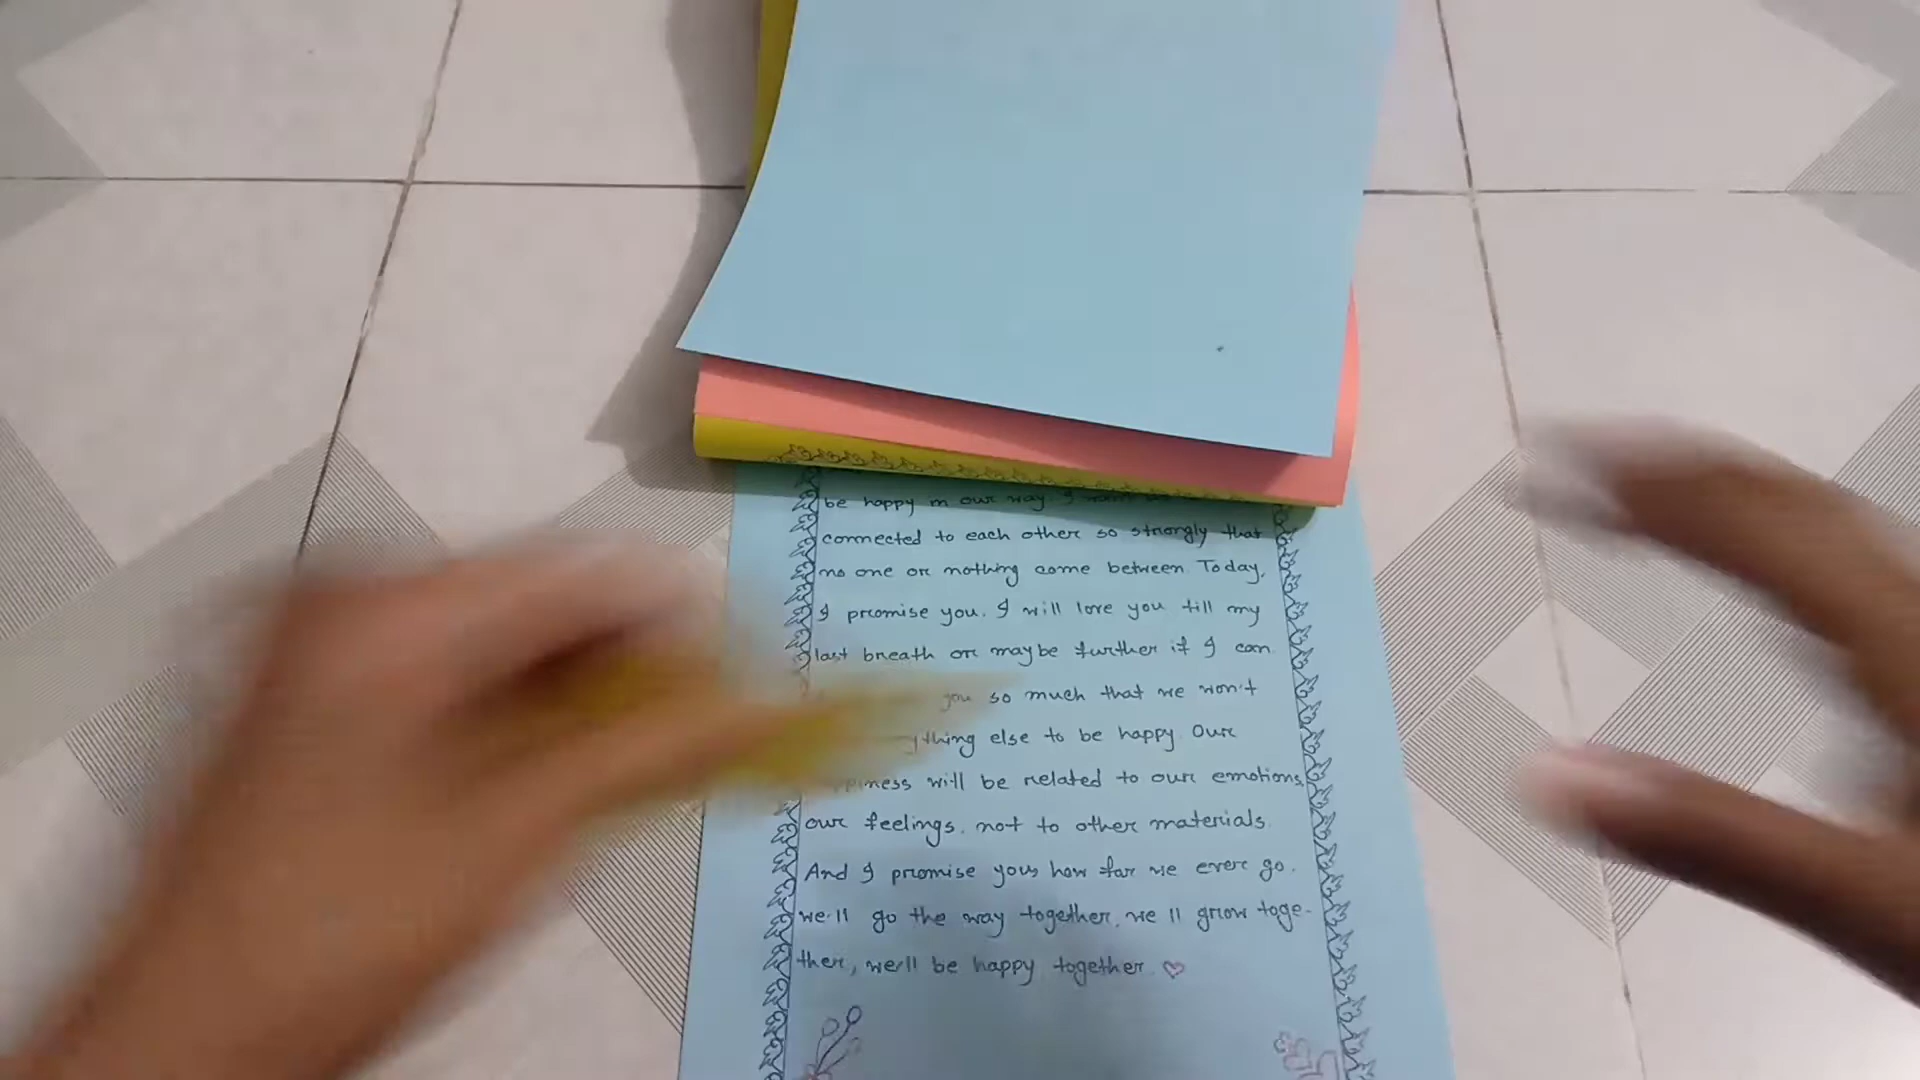 be happy in our way. I
connected to each other so strongly that
no one or nothing come between. Today,
I promise you. I will love you till my
last breath or maybe further if I can.
you so much that we won't
else to be happy. Our
will be related to our emotions,
our feelings, not to other materials.
And I promise you, how far we ever go,
we'll go the way together, we'll grow toge-
ther, we'll be happy together. ♡